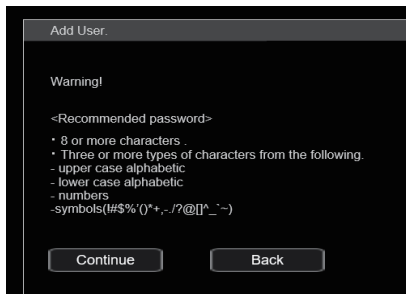 Add User.
Warning!
<Recommended password>
・8 or more characters .
・Three or more types of characters from the following.
- upper case alphabetic
- lower case alphabetic
- numbers
-symbols(!#$%'()*+,-./?@[]^_`~)
Continue
Back